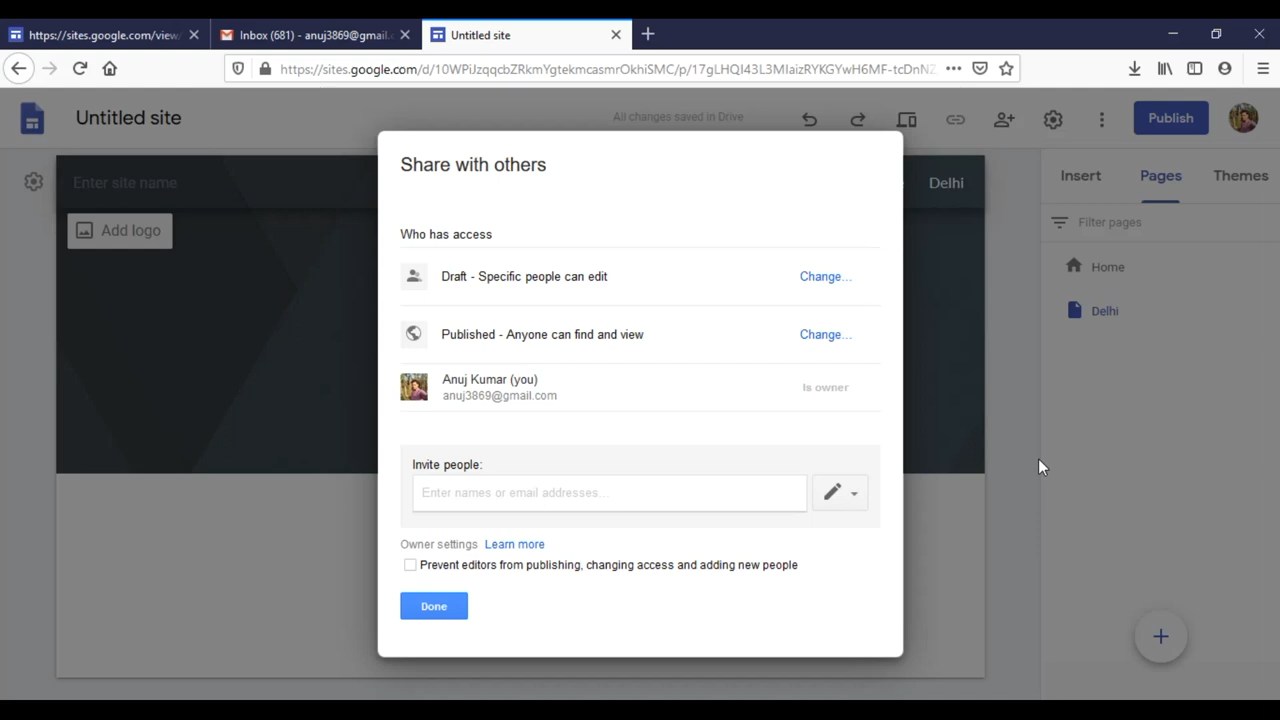 https://sites.google.com/view/
Inbox (681) - anuj3869@gmail.c
Untitled site
https://sites.google.com/d/10WPiJzqqcbZRkmYgtekmcasmrOkhiSMC/p/17gLHQI43L3MIaizRYKGYwH6MF-tcDnNZ
Untitled site
All changes saved in Drive
Publish
Enter site name
Delhi
Add logo
Insert
Pages
Themes
Filter pages
Home
Delhi
Share with others
Who has access
Draft - Specific people can edit
Change...
Published - Anyone can find and view
Change...
Anuj Kumar (you)
anuj3869@gmail.com
Is owner
Invite people:
Enter names or email addresses...
Owner settings Learn more
Prevent editors from publishing, changing access and adding new people
Done